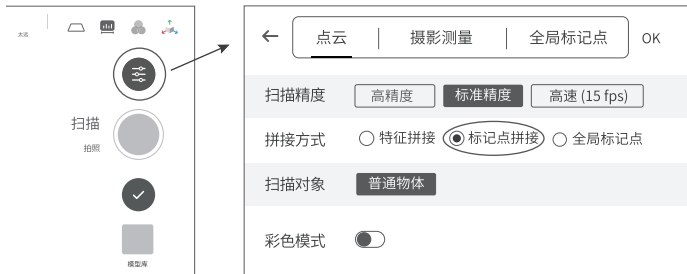 点云 摄影测量 全局标记点 OK
扫描精度 高精度 标准精度 高速 (15 fps)
扫描
拼接方式 特征拼接 标记点拼接 全局标记点
拍照
扫描对象 普通物体
彩色模式
模型库